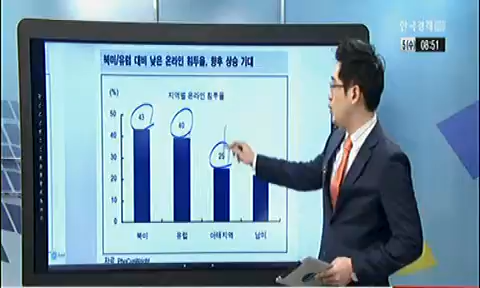 한국경제
5(수) 08:51
북미/유럽 대비 낮은 온라인 침투율, 향후 상승 기대
(%)
지역별 온라인 침투율
50
40
30
20
10
0
43
40
25
북미
유럽
아태지역
남미
자료